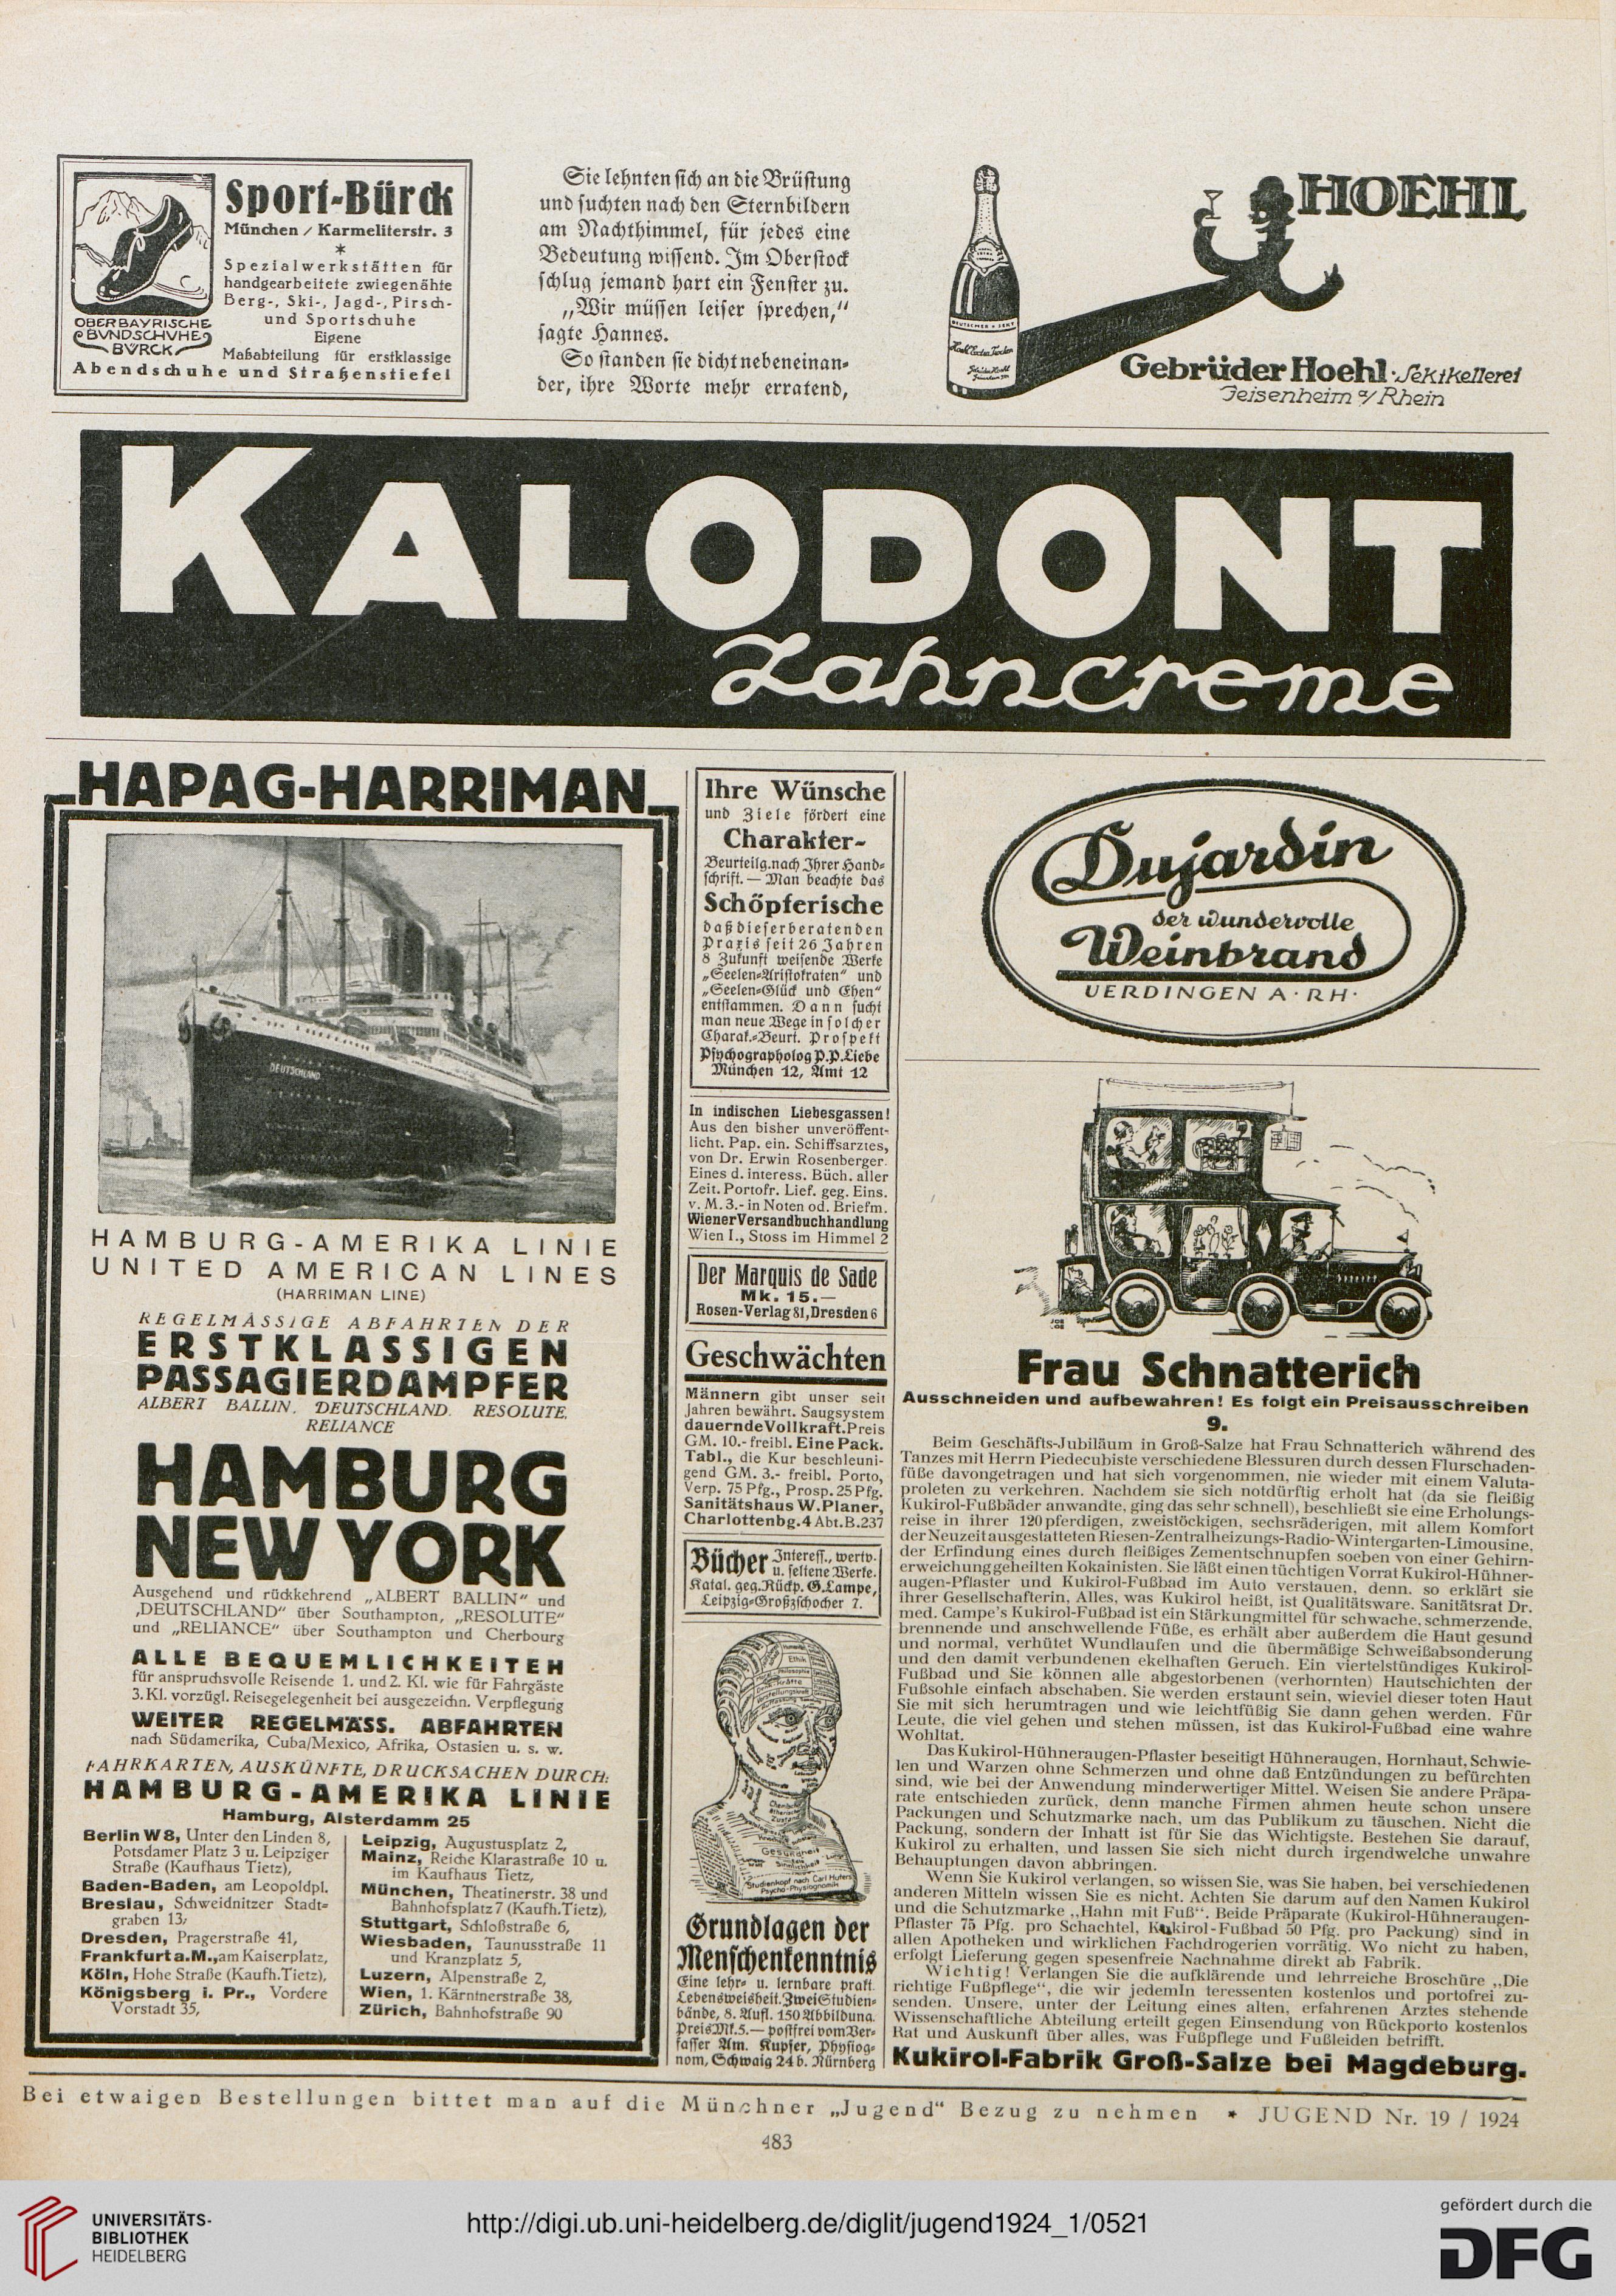 Sport-Bürck
München / Karmeliterstr. 3
*
Spezialwerkstätten für
handgearbeitete zwiegenähte
Berg-, Ski-, Jagd-, Pirsch-
und Sportschuhe
Eigene
Maßabteilung für erstklassige
Abendschuhe und Straßenstiefel
OBERBAYRISCHE
BVNDSCHVHE
BVRCK
Sie lehnten sich an die Brüstung
und suchten nach den Sternbildern
am Nachthimmel, für jedes eine
Bedeutung wissend. Im Oberstock
schlug jemand hart ein Fenster zu.
„Wir müssen leiser sprechen,“
sagte Hannes.
So standen sie dicht nebeneinan-
der, ihre Worte mehr erratend,
HOEHL
DEUTSCHER SEKT
Hoehl Extra Trocken
Gebrüder Hoehl · Sektkellerei
Geisenheim a/Rhein
KALODONT
Zahncreme
HAPAG-HARRIMAN
DEUTSCHLAND
HAMBURG-AMERIKA LINIE
UNITED AMERICAN LINES
(HARRIMAN LINE)
REGELMÄSSIGE ABFAHRTEN DER
ERSTKLASSIGEN
PASSAGIERDAMPFER
ALBERT BALLIN. DEUTSCHLAND. RESOLUTE,
RELIANCE
HAMBURG
NEW YORK
Ausgehend und rückkehrend „ALBERT BALLIN“ und
„DEUTSCHLAND“ über Southampton, „RESOLUTE“
und „RELIANCE“ über Southampton und Cherbourg
ALLE BEQUEMLICHKEITEH
für anspruchsvolle Reisende 1. und 2. Kl. wie für Fahrgäste
3. Kl. vorzügl. Reisegelegenheit bei ausgezeichn. Verpflegung
WEITER REGELMÄSS. ABFAHRTEN
nach Südamerika, Cuba/Mexico, Afrika, Ostasien u. s. w.
FAHRKARTEN, AUSKÜNFTE, DRUCKSACHEN DURCH:
HAMBURG-AMERIKA LINIE
Hamburg, Alsterdamm 25
Berlin W 8, Unter den Linden 8,
Potsdamer Platz 3 u. Leipziger
Straße (Kaufhaus Tietz),
Baden-Baden, am Leopoldpl.
Breslau, Schweidnitzer Stadt-
graben 13,
Dresden, Pragerstraße 41,
Frankfurt a. M., am Kaiserplatz,
Köln, Hohe Straße (Kaufh. Tietz),
Königsberg i. Pr., Vordere
Vorstadt 35,
Leipzig, Augustusplatz 2,
Mainz, Reiche Klarastraße 10 u.
im Kaufhaus Tietz,
München, Theatinerstr. 38 und
Bahnhofsplatz 7 (Kaufh. Tietz),
Stuttgart, Schloßstraße 6,
Wiesbaden, Taunusstraße 11
und Kranzplatz 5,
Luzern, Alpenstraße 2,
Wien, 1. Kärntnerstraße 38,
Zürich, Bahnhofstraße 90
Ihre Wünsche
und Ziele fördert eine
Charakter-
Beurteilg. nach Ihrer Hand-
schrift. — Man beachte das
Schöpferische
daß dieser beratenden
Praxis seit 26 Jahren
8 Zukunft weisende Werke
„Seelen-Aristokraten“ und
„Seelen-Glück und Ehen“
entstammen. Dann sucht
man neue Wege in solcher
Charak.-Beurt. Prospekt
Psychographolog P.P. Liebe
München 12, Amt 12
In indischen Liebesgassen!
Aus den bisher unveröffent-
licht. Pap. ein. Schiffsarztes,
von Dr. Erwin Rosenberger.
Eines d. interess. Büch. aller
Zeit. Portofr. Lief. geg. Eins.
v. M. 3.- in Noten od. Briefm.
Wiener Versandbuchhandlung
Wien I., Stoss im Himmel 2
Der Marquis de Sade
Mk. 15.—
Rosen-Verlag 81, Dresden 6
Geschwächten
Männern gibt unser seit
Jahren bewährt. Saugsystem
dauernde Vollkraft. Preis
GM. 10.- freibl. Eine Pack.
Tabl., die Kur beschleuni-
gend GM. 3.- freibl. Porto,
Verp. 75 Pfg., Prosp. 25 Pfg.
Sanitätshaus W. Planer,
Charlottenbg. 4 Abt. B. 237
Bücher Interess., wertv.
u. seltene Werke.
Katal. geg. Rückp. G. Lampe,
Leipzig-Großzschocher 7.
Ethik
Gesundheit
Studienkopf nach Carl Huters
Psycho-Physiognomik
Grundlagen der
Menschenkenntnis
Eine lehr- u. lernbare prakt.
Lebensweisheit. Zwei Studien-
bände, 8. Aufl. 150 Abbildung.
Preis Mk. 5.— postfrei vom Ver-
fasser Am. Kupfer, Physiog-
nom, Schwaig 24 b. Nürnberg
Dujardin
der wundervolle
Weinbrand
UERDINGEN A·RH·
Frau Schnatterich
Ausschneiden und aufbewahren! Es folgt ein Preisausschreiben
9.
Beim Geschäfts-Jubiläum in Groß-Salze hat Frau Schnatterich während des
Tanzes mit Herrn Piedecubiste verschiedene Blessuren durch dessen Flurschaden-
füße davongetragen und hat sich vorgenommen, nie wieder mit einem Valuta-
proleten zu verkehren. Nachdem sie sich notdürftig erholt hat (da sie fleißig
Kukirol-Fußbäder anwandte, ging das sehr schnell), beschließt sie eine Erholungs-
reise in ihrer 120 pferdigen, zweistöckigen, sechsräderigen, mit allem Komfort
der Neuzeit ausgestatteten Riesen-Zentralheizungs-Radio-Wintergarten-Limousine,
der Erfindung eines durch fleißiges Zementschnupfen soeben von einer Gehirn-
erweichung geheilten Kokainisten. Sie läßt einen tüchtigen Vorrat Kukirol-Hühner-
augen-Pflaster und Kukirol-Fußbad im Auto verstauen, denn. so erklärt sie
ihrer Gesellschafterin, Alles, was Kukirol heißt, ist Qualitätsware. Sanitätsrat Dr.
med. Campe's Kukirol-Fußbad ist ein Stärkungmittel für schwache, schmerzende,
brennende und anschwellende Füße, es erhält aber außerdem die Haut gesund
und normal, verhütet Wundlaufen und die übermäßige Schweißabsonderung
und den damit verbundenen ekelhaften Geruch. Ein viertelstündiges Kukirol-
Fußbad und Sie können alle abgestorbenen (verhornten) Hautschichten der
Fußsohle einfach abschaben. Sie werden erstaunt sein, wieviel dieser toten Haut
Sie mit sich herumtragen und wie leichtfüßig Sie dann gehen werden. Für
Leute, die viel gehen und stehen müssen, ist das Kukirol-Fußbad eine wahre
Wohltat.
Das Kukirol-Hühneraugen-Pflaster beseitigt Hühneraugen, Hornhaut, Schwie-
len und Warzen ohne Schmerzen und ohne daß Entzündungen zu befürchten
sind, wie bei der Anwendung minderwertiger Mittel. Weisen Sie andere Präpa-
rate entschieden zurück, denn manche Firmen ahmen heute schon unsere
Packungen und Schutzmarke nach, um das Publikum zu täuschen. Nicht die
Packung, sondern der Inhalt ist für Sie das Wichtigste. Bestehen Sie darauf,
Kukirol zu erhalten, und lassen Sie sich nicht durch irgendwelche unwahre
Behauptungen davon abbringen.
Wenn Sie Kukirol verlangen, so wissen Sie, was Sie haben, bei verschiedenen
anderen Mitteln wissen Sie es nicht. Achten Sie darum auf den Namen Kukirol
und die Schutzmarke „Hahn mit Fuß“. Beide Präparate (Kukirol-Hühneraugen-
Pflaster 75 Pfg. pro Schachtel, Kukirol-Fußbad 50 Pfg. pro Packung) sind in
allen Apotheken und wirklichen Fachdrogerien vorrätig. Wo nicht zu haben,
erfolgt Lieferung gegen spesenfreie Nachnahme direkt ab Fabrik.
Wichtig! Verlangen Sie die aufklärende und lehrreiche Broschüre „Die
richtige Fußpflege“, die wir jedemIn teressenten kostenlos und portofrei zu-
senden. Unsere, unter der Leitung eines alten, erfahrenen Arztes stehende
Wissenschaftliche Abteilung erteilt gegen Einsendung von Rückporto kostenlos
Rat und Auskunft über alles, was Fußpflege und Fußleiden betrifft.
Kukirol-Fabrik Groß-Salze bei Magdeburg.
Bei etwaigen Bestellungen bittet man auf die Münchner „Jugend“ Bezug zu nehmen * JUGEND Nr. 19 / 1924
483
UNIVERSITÄTS-
BIBLIOTHEK
HEIDELBERG
http://digi.ub.uni-heidelberg.de/diglit/jugend1924_1/0521
gefördert durch die
DFG